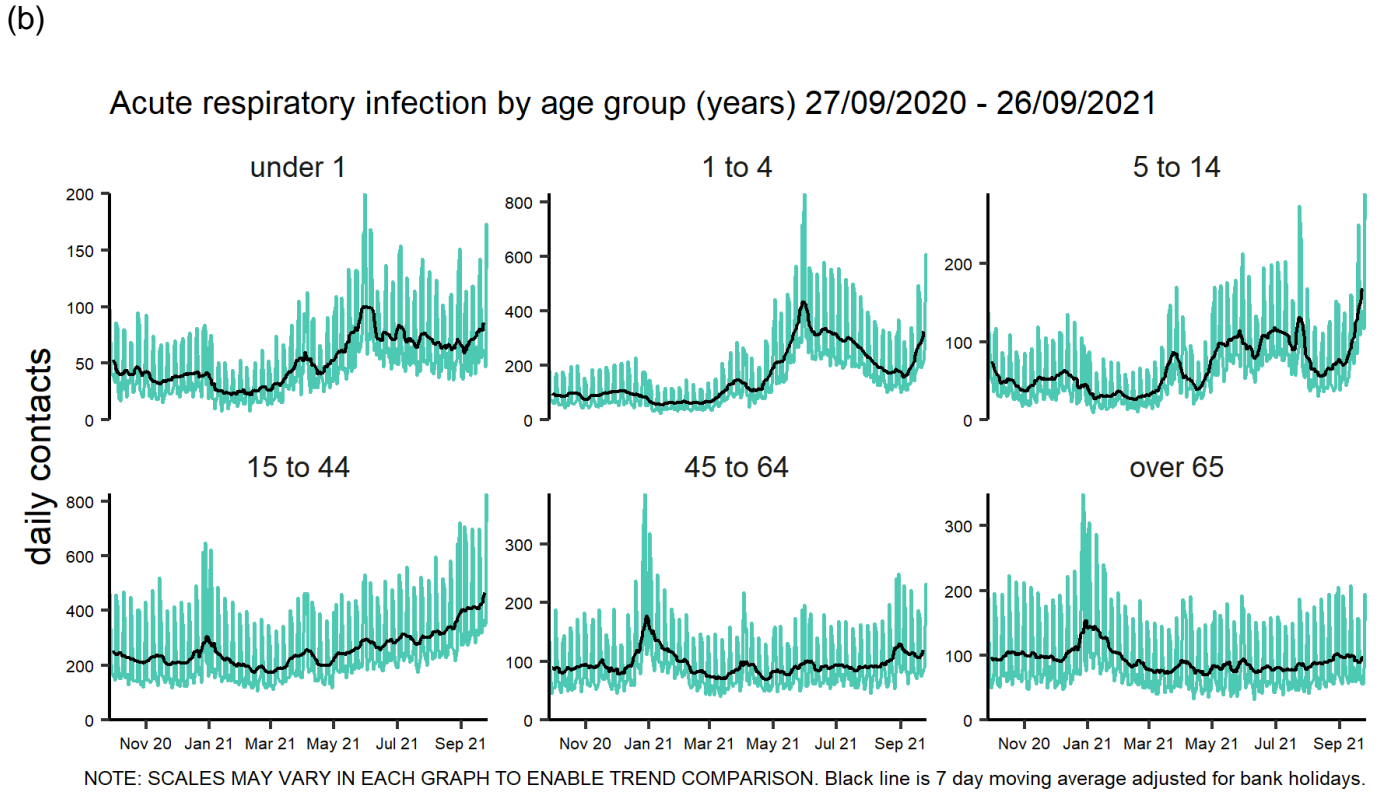 (b)
Acute respiratory infection by age group (years) 27/09/2020 - 26/09/2021
daily contacts
under 1
200
150
100
50
0
1 to 4
800
600
400
200
0
5 to 14
200
100
0
15 to 44
800
600
400
200
0
Nov 20 Jan 21 Mar 21 May 21 Jul 21 Sep 21
45 to 64
300
200
100
0
Nov 20 Jan 21 Mar 21 May 21 Jul 21 Sep 21
over 65
300
200
100
0
Nov 20 Jan 21 Mar 21 May 21 Jul 21 Sep 21
NOTE: SCALES MAY VARY IN EACH GRAPH TO ENABLE TREND COMPARISON. Black line is 7 day moving average adjusted for bank holidays.